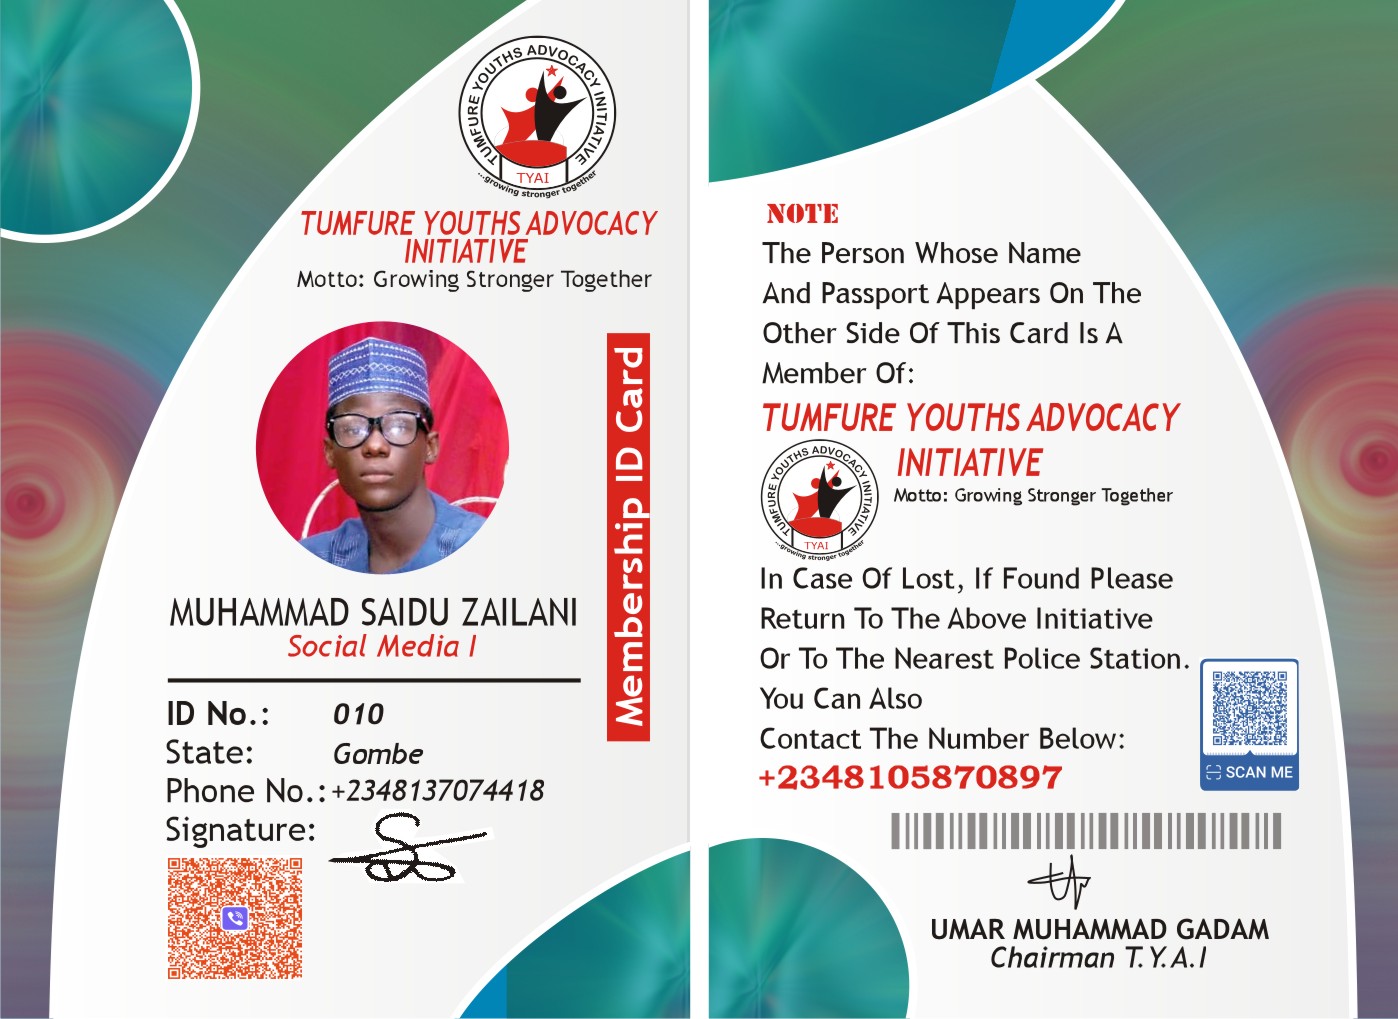 TUMFURE YOUTHS ADVOCACY INITIATIVE
TYAI
...growing stronger together
TUMFURE YOUTHS ADVOCACY
INITIATIVE
Motto: Growing Stronger Together
Membership ID Card
MUHAMMAD SAIDU ZAILANI
Social Media I
ID No.: 010
State: Gombe
Phone No.: +2348137074418
Signature:
NOTE
The Person Whose Name
And Passport Appears On The
Other Side Of This Card Is A
Member Of:
TUMFURE YOUTHS ADVOCACY
INITIATIVE
Motto: Growing Stronger Together
TUMFURE YOUTHS ADVOCACY INITIATIVE
TYAI
...growing stronger together
In Case Of Lost, If Found Please
Return To The Above Initiative
Or To The Nearest Police Station.
You Can Also
Contact The Number Below:
+2348105870897
SCAN ME
UMAR MUHAMMAD GADAM
Chairman T.Y.A.I